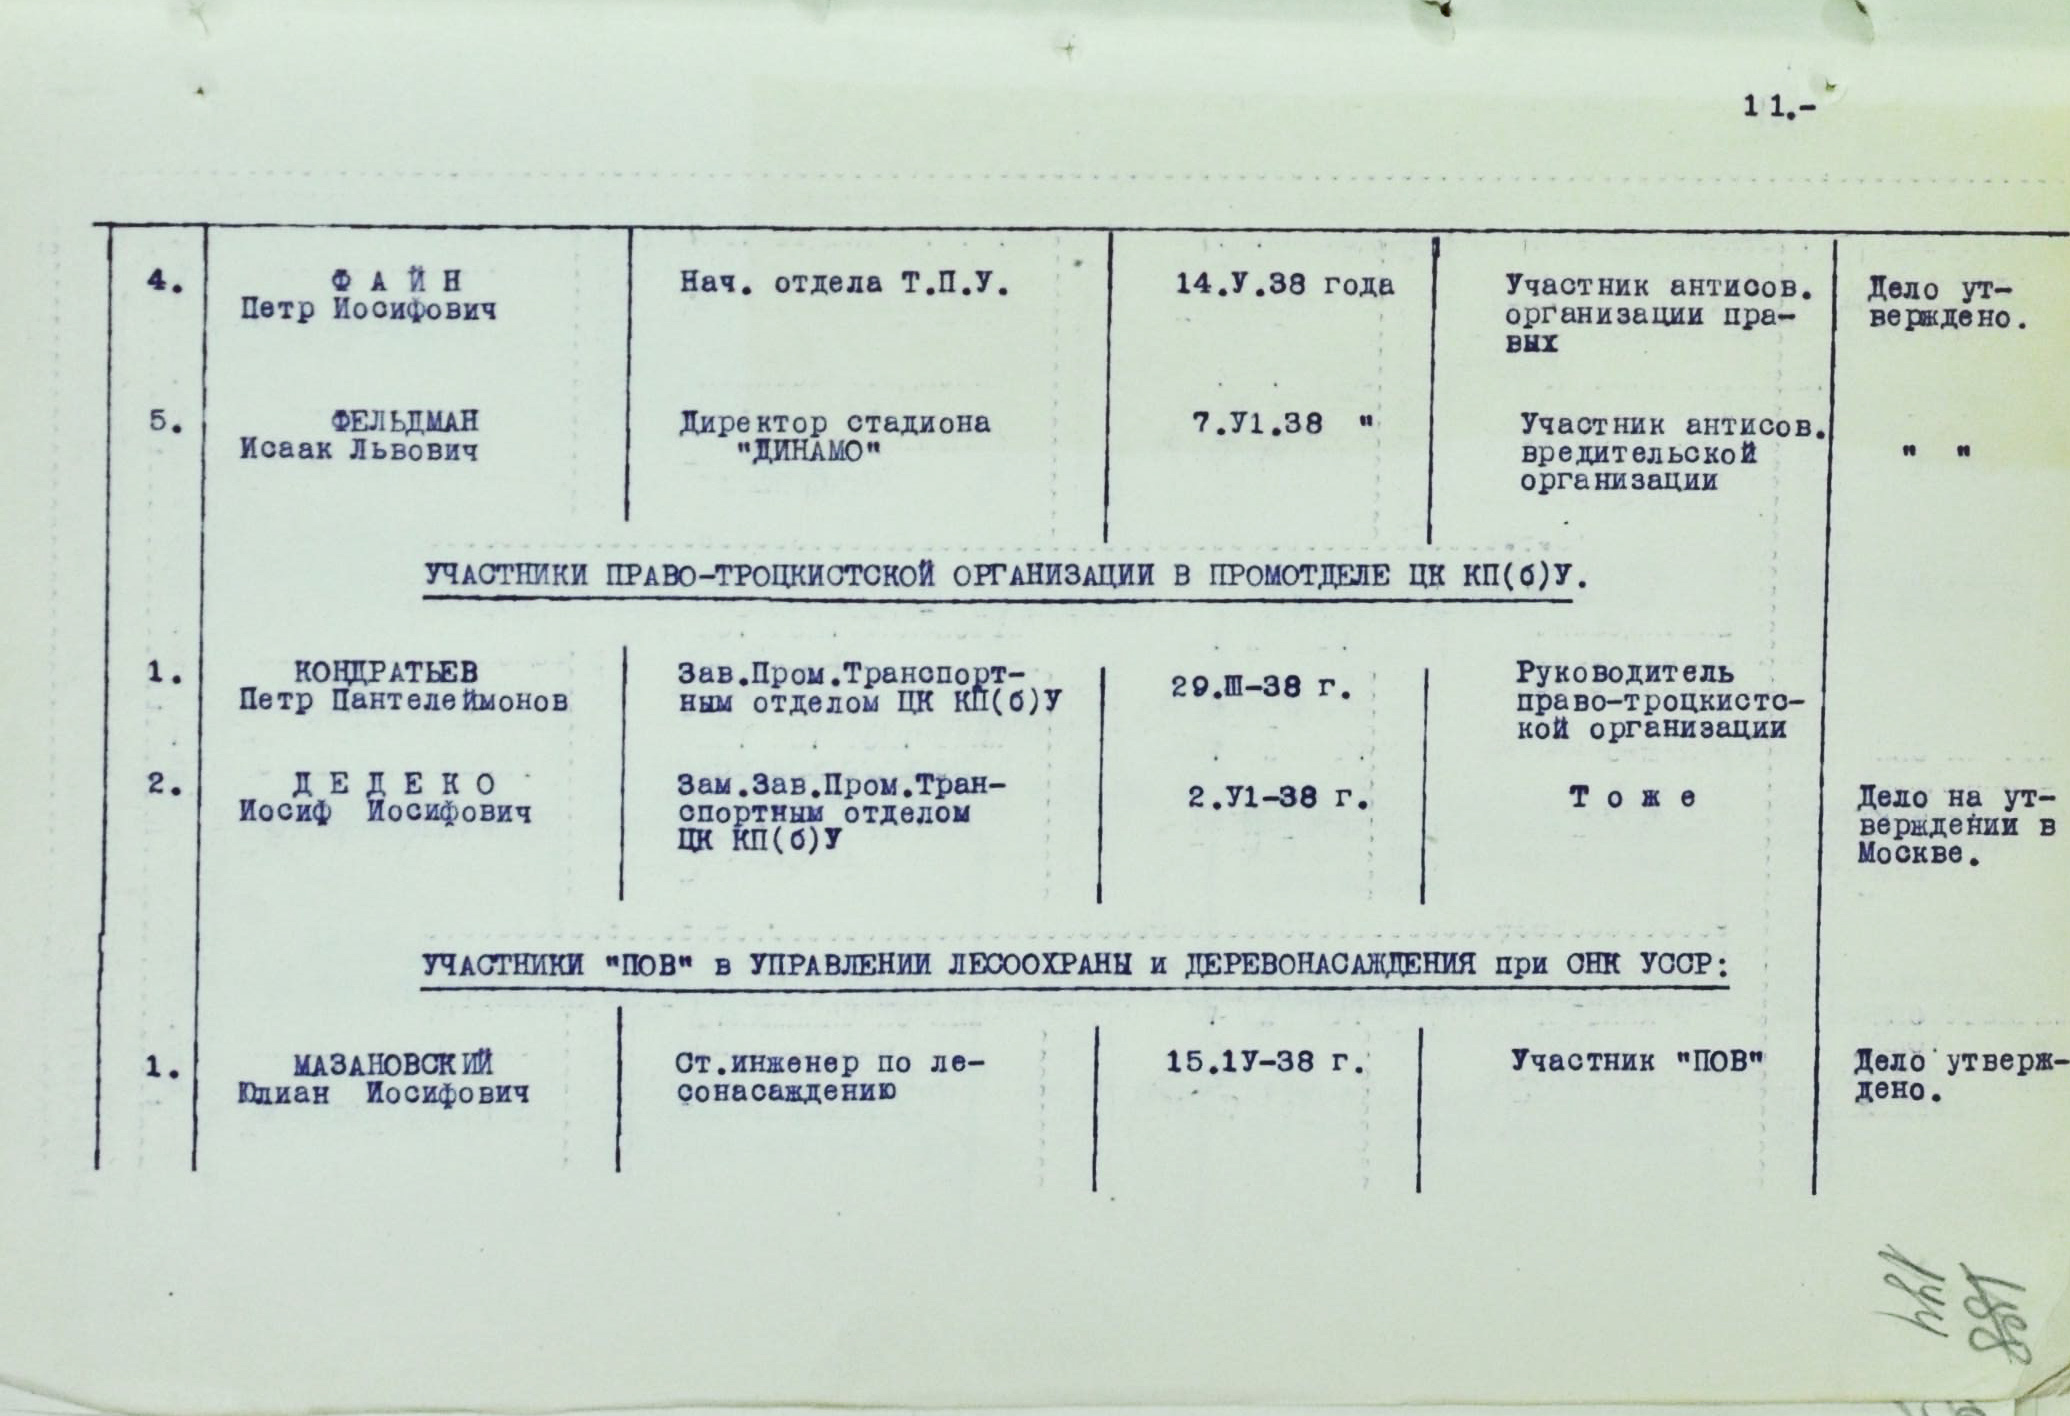 11.-
4. Ф А Й Н Нач. отдела Т.П.У. 14.У.38 года Участник антисов. Дело ут-
Петр Иосифович организации пра- верждено.
вых
5. ФЕЛЬДМАН Директор стадиона 7.У1.38 " Участник антисов.
Исаак Львович "ДИНАМО" вредительской " "
организации
УЧАСТНИКИ ПРАВО-ТРОЦКИСТСКОЙ ОРГАНИЗАЦИИ В ПРОМОТДЕЛЕ ЦК КП(б)У.
1. КОНДРАТЬЕВ Зав.Пром.Транспорт- 29.Ш-38 г. Руководитель
Петр Пантелеймонов ным отделом ЦК КП(б)У право-троцкистс-
кой организации
2. Д Е Д Е К О Зам.Зав.Пром.Тран- 2.У1-38 г. Т о ж е Дело на ут-
Иосиф Иосифович спортным отделом верждении в
ЦК КП(б)У Москве.
УЧАСТНИКИ "ПОВ" в УПРАВЛЕНИИ ЛЕСООХРАНЫ и ДЕРЕВОНАСАЖДЕНИЯ при СНК УССР:
1. МАЗАНОВСКИЙ Ст.инженер по ле- 15.1У-38 г. Участник "ПОВ" Дело утверж-
Юлиан Иосифович сонасаждению дено.
144